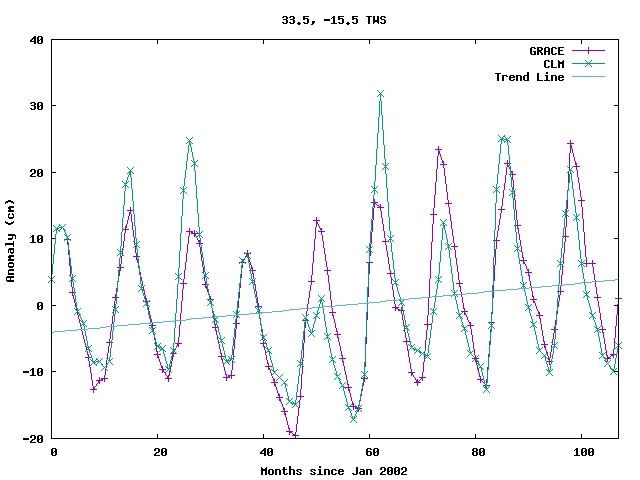 33.5, -15.5 TWS
GRACE
CLM
Trend Line
40
30
20
10
0
-10
-20
Anomaly (cm)
0 20 40 60 80 100
Months since Jan 2002